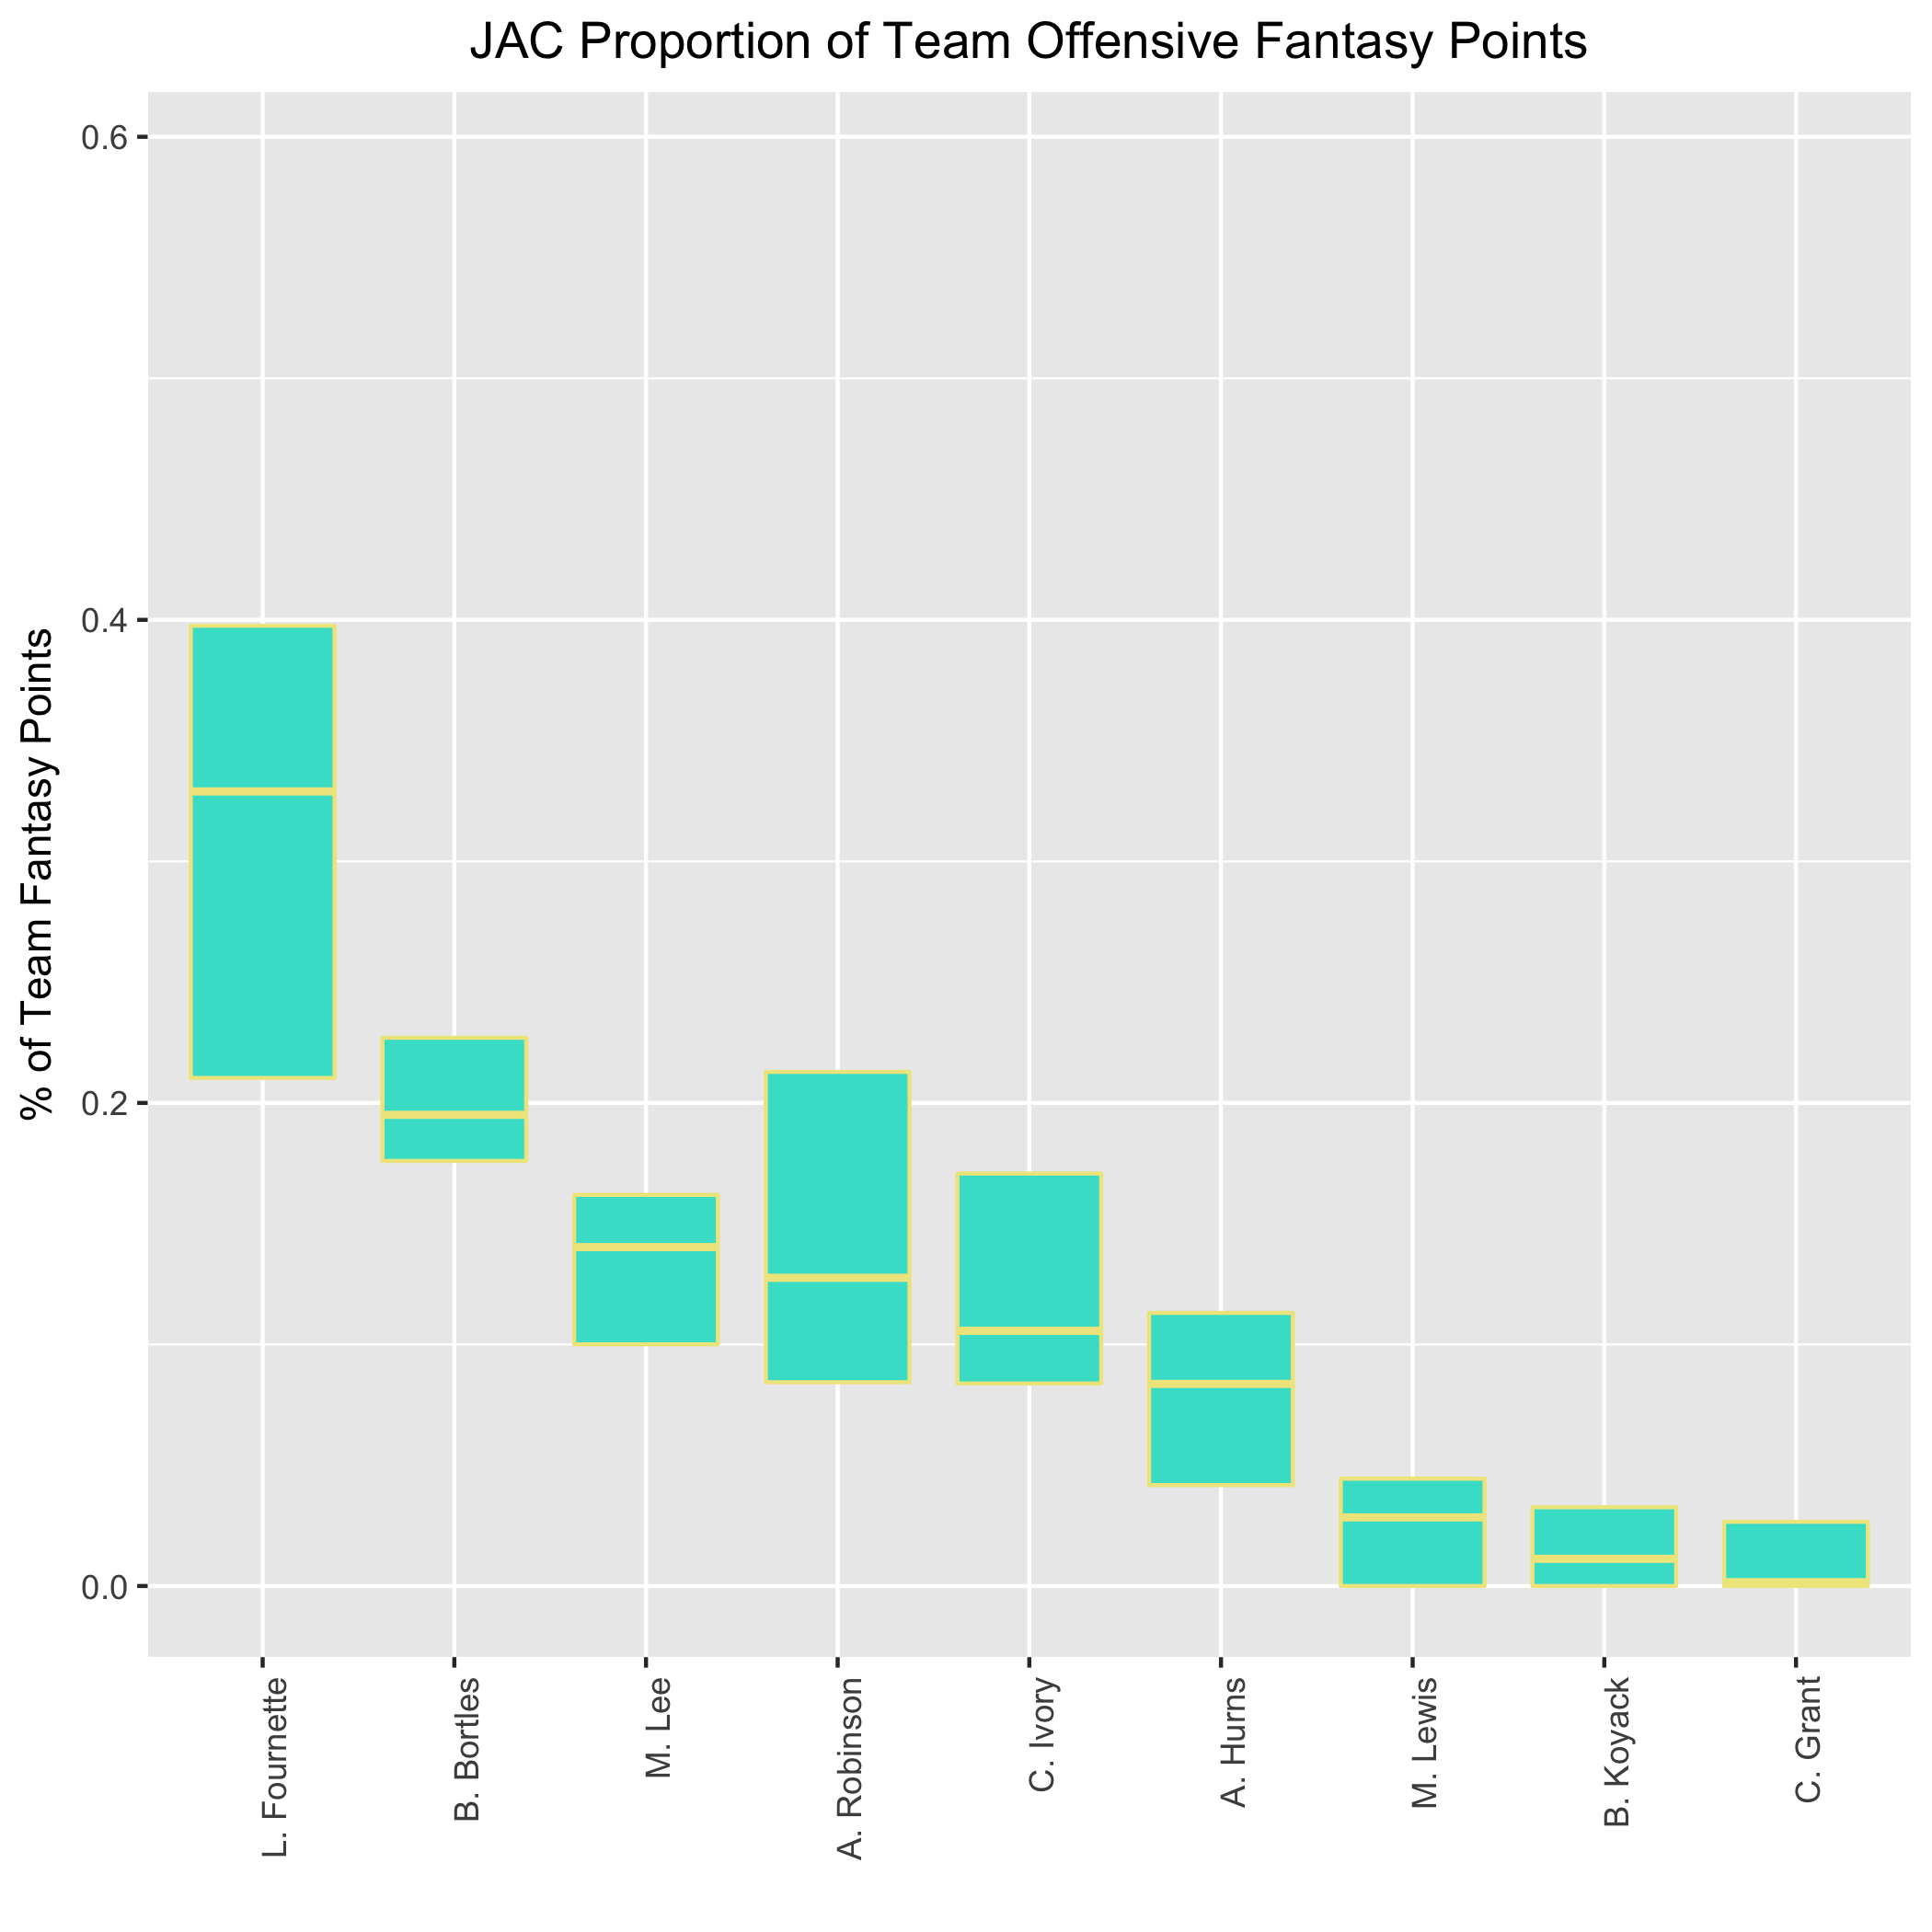 JAC Proportion of Team Offensive Fantasy Points
% of Team Fantasy Points
0.6
0.4
0.2
0.0
L. Fournette
B. Bortles
M. Lee
A. Robinson
C. Ivory
A. Hurns
M. Lewis
B. Koyack
C. Grant